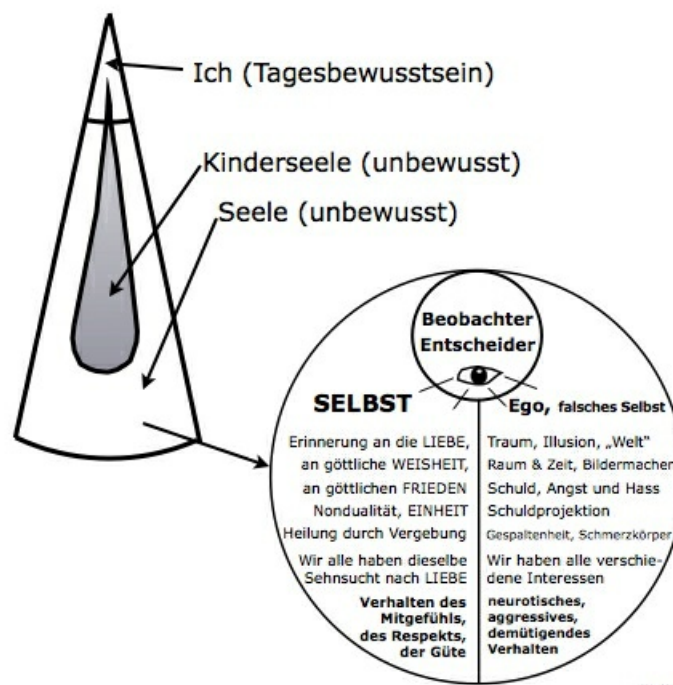 Ich (Tagesbewusstsein)
Kinderseele (unbewusst)
Seele (unbewusst)
Beobachter
Entscheider
SELBST
Erinnerung an die LIEBE,
an göttliche WEISHEIT,
an göttlichen FRIEDEN
Nondualität, EINHEIT
Heilung durch Vergebung
Wir alle haben dieselbe
Sehnsucht nach LIEBE
Verhalten des
Mitgefühls,
des Respekts,
der Güte
Ego, falsches Selbst
Traum, Illusion, „Welt“
Raum & Zeit, Bildermacher
Schuld, Angst und Hass
Schuldprojektion
Gespaltenheit, Schmerzkörper
Wir haben alle verschie-
dene Interessen
neurotisches,
aggressives,
demütigendes
Verhalten